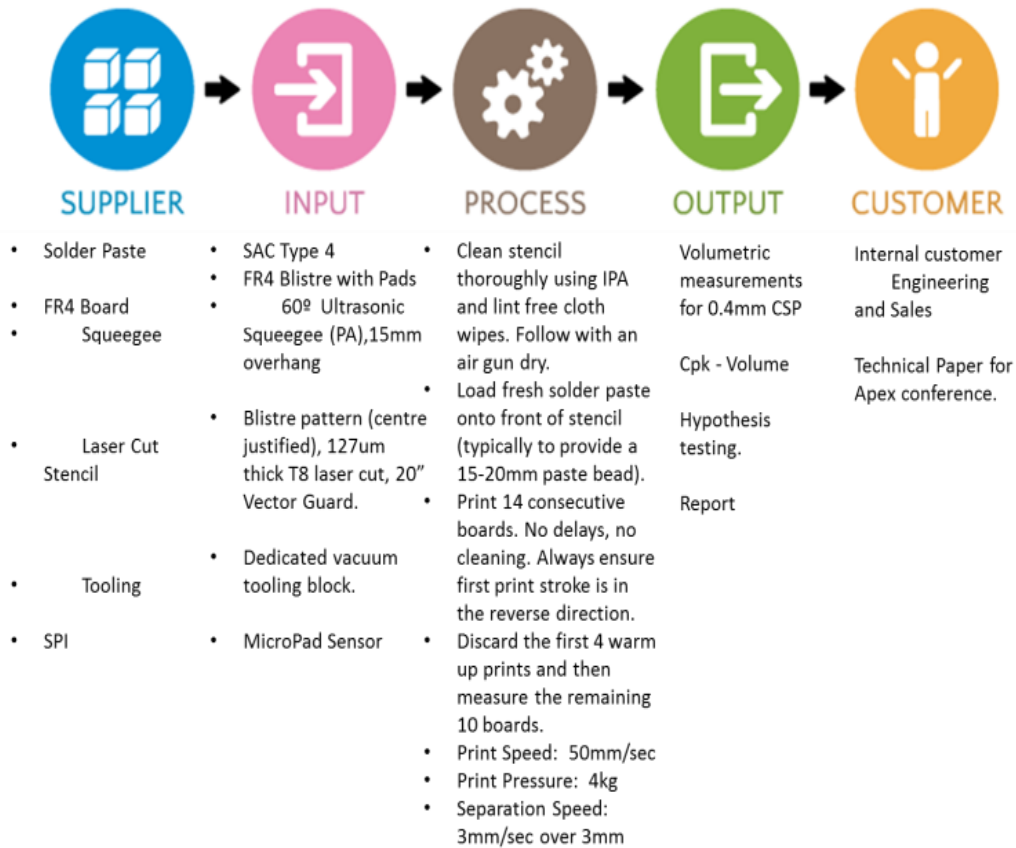 SUPPLIER
INPUT
PROCESS
OUTPUT
CUSTOMER
• Solder Paste
• FR4 Board
• Squeegee
• Laser Cut
Stencil
• Tooling
• SPI
• SAC Type 4
• FR4 Blistre with Pads
• 60º Ultrasonic
Squeegee (PA),15mm
overhang
• Blistre pattern (centre
justified), 127um
thick T8 laser cut, 20”
Vector Guard.
• Dedicated vacuum
tooling block.
• MicroPad Sensor
• Clean stencil
thoroughly using IPA
and lint free cloth
wipes. Follow with an
air gun dry.
• Load fresh solder paste
onto front of stencil
(typically to provide a
15-20mm paste bead).
• Print 14 consecutive
boards. No delays, no
cleaning. Always ensure
first print stroke is in
the reverse direction.
• Discard the first 4 warm
up prints and then
measure the remaining
10 boards.
• Print Speed: 50mm/sec
• Print Pressure: 4kg
• Separation Speed:
3mm/sec over 3mm
Volumetric
measurements
for 0.4mm CSP
Cpk - Volume
Hypothesis
testing.
Report
Internal customer
Engineering
and Sales
Technical Paper for
Apex conference.